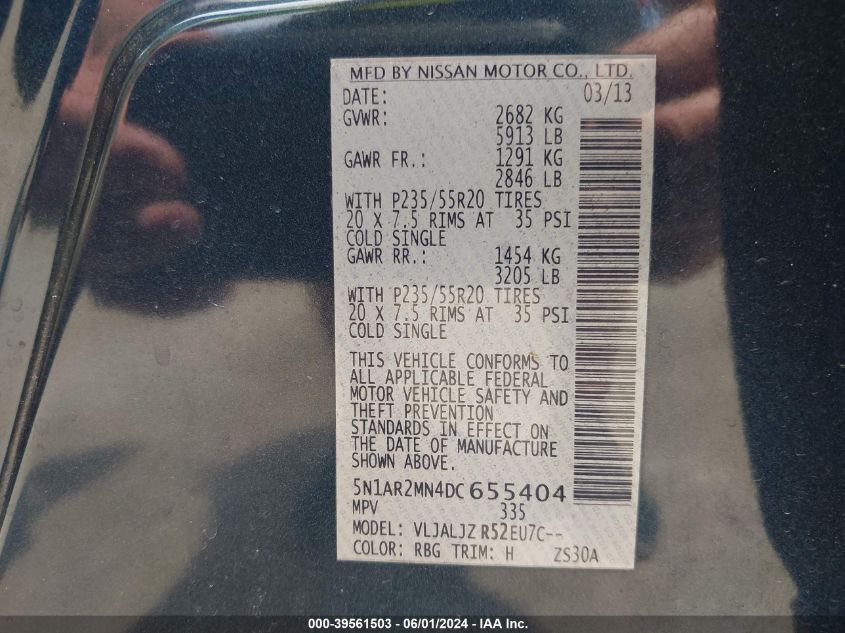 MFD BY NISSAN MOTOR CO., LTD.
DATE: 03/13
GVWR: 2682 KG
5913 LB
GAWR FR.: 1291 KG
2846 LB
WITH P235/55R20 TIRES
20 X 7.5 RIMS AT 35 PSI
COLD SINGLE
GAWR RR.: 1454 KG
3205 LB
WITH P235/55R20 TIRES
20 X 7.5 RIMS AT 35 PSI
COLD SINGLE
THIS VEHICLE CONFORMS TO
ALL APPLICABLE FEDERAL
MOTOR VEHICLE SAFETY AND
THEFT PREVENTION
STANDARDS IN EFFECT ON
THE DATE OF MANUFACTURE
SHOWN ABOVE.
5N1AR2MN4DC655404
MPV 335
MODEL: VLJALJZ R52EU7C--
COLOR: RBG TRIM: H ZS30A
000-39561503 - 06/01/2024 - IAA Inc.